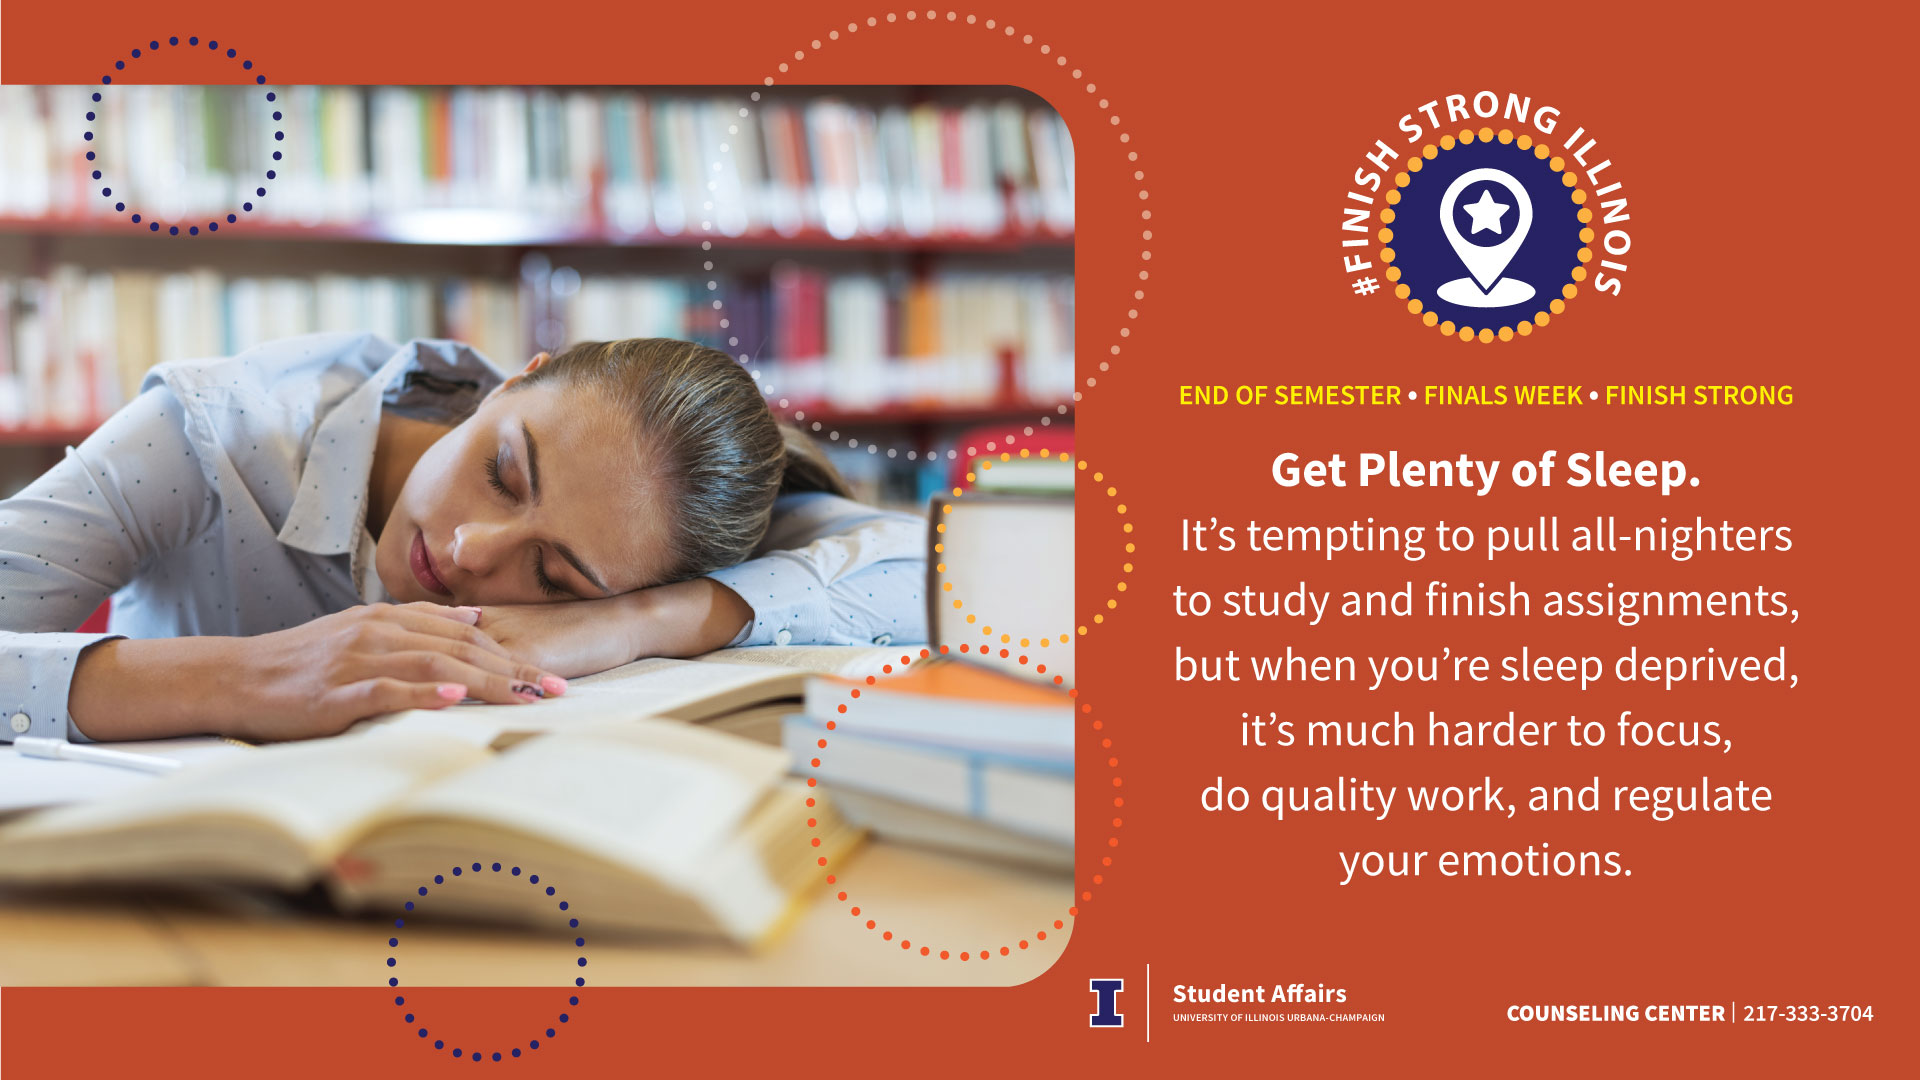 #FINISH STRONG ILLINOIS
END OF SEMESTER • FINALS WEEK • FINISH STRONG
Get Plenty of Sleep.
It’s tempting to pull all-nighters
to study and finish assignments,
but when you’re sleep deprived,
it’s much harder to focus,
do quality work, and regulate
your emotions.
I
Student Affairs
UNIVERSITY OF ILLINOIS URBANA-CHAMPAIGN
COUNSELING CENTER | 217-333-3704